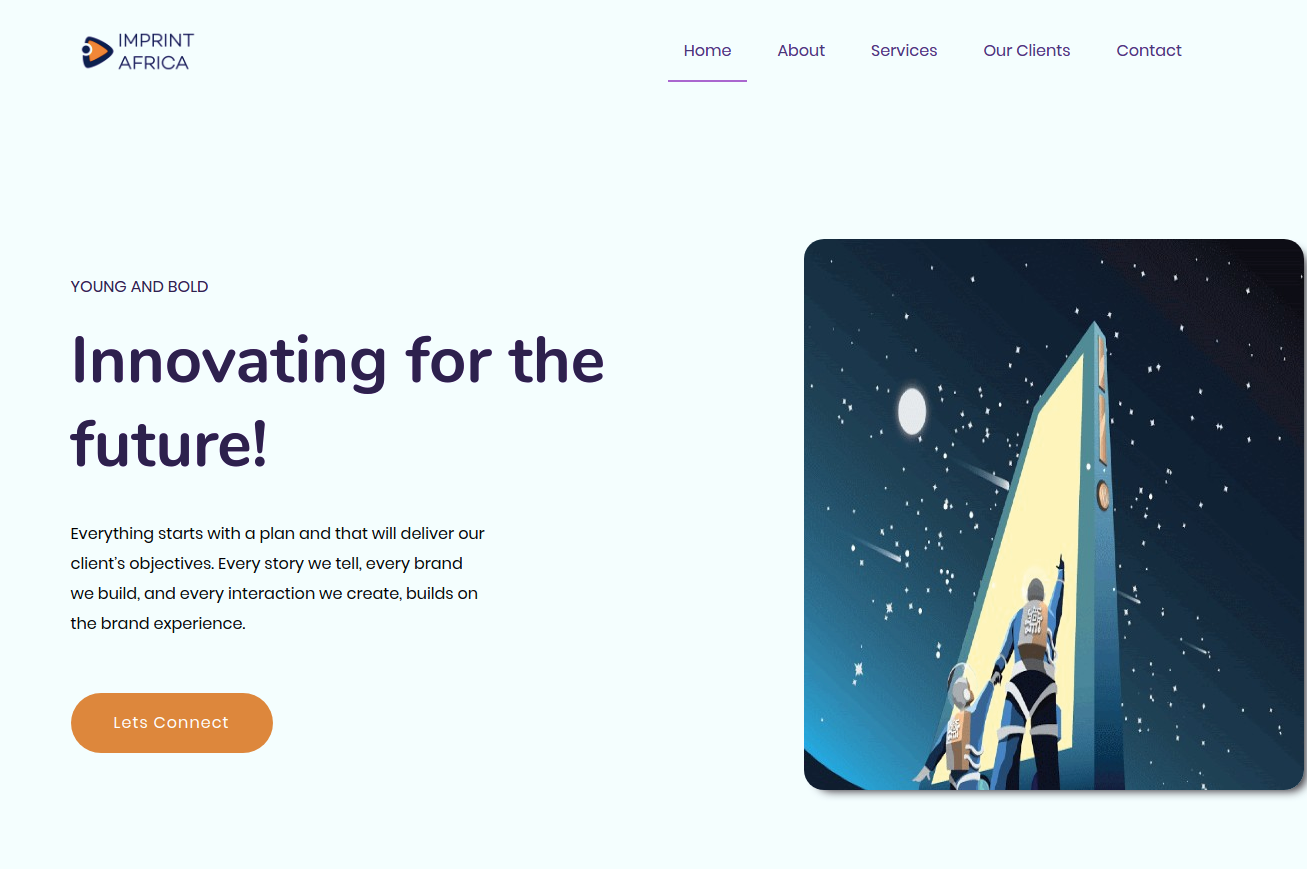 IMPRINT
AFRICA
Home About Services Our Clients Contact
YOUNG AND BOLD
Innovating for the
future!
Everything starts with a plan and that will deliver our
client's objectives. Every story we tell, every brand
we build, and every interaction we create, builds on
the brand experience.
Lets Connect